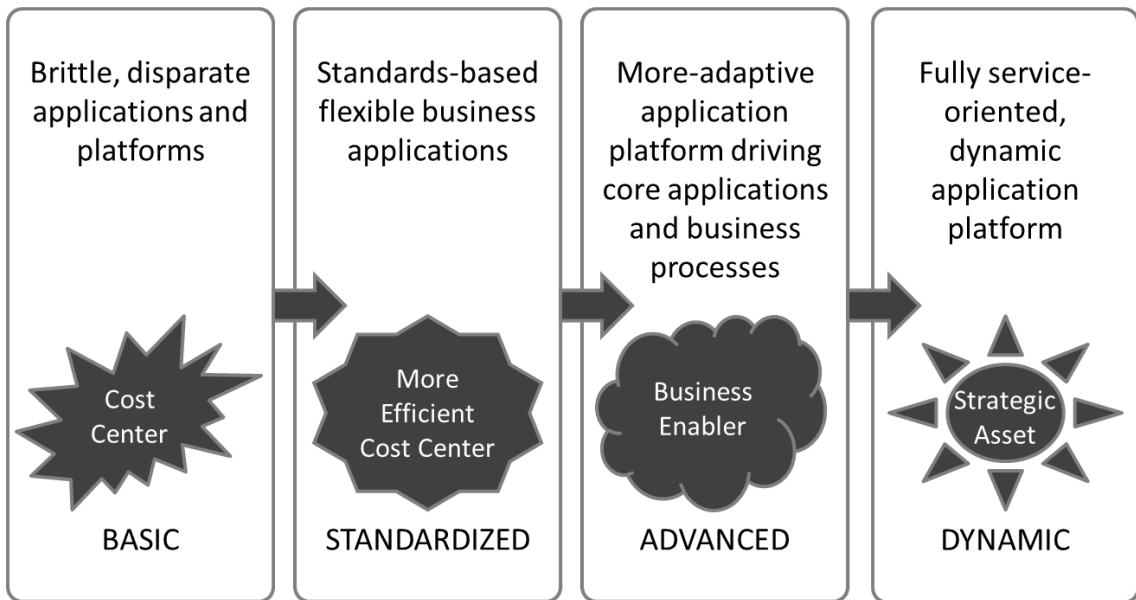 Brittle, disparate
applications and
platforms
Cost
Center
BASIC
Standards-based
flexible business
applications
More
Efficient
Cost Center
STANDARDIZED
More-adaptive
application
platform driving
core applications
and business
processes
Business
Enabler
ADVANCED
Fully service-
oriented,
dynamic
application
platform
Strategic
Asset
DYNAMIC